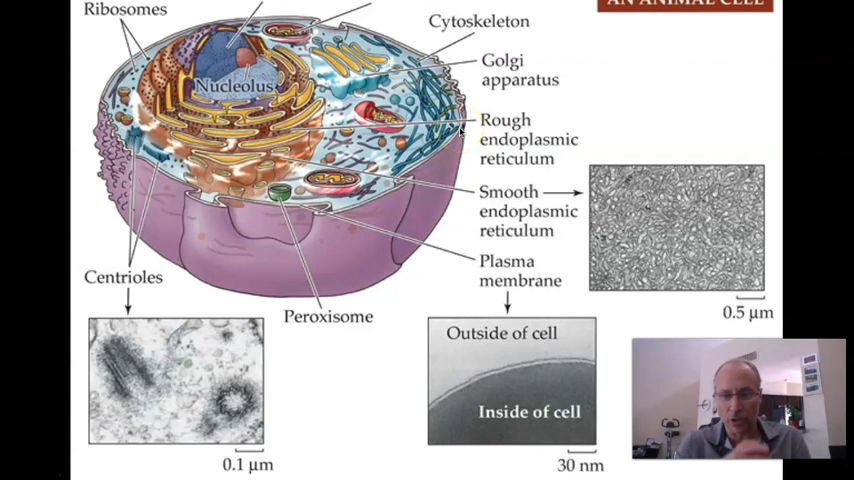 AN ANIMAL CELL
Ribosomes
Cytoskeleton
Golgi
apparatus
Nucleolus
Rough
endoplasmic
reticulum
Smooth
endoplasmic
reticulum
Plasma
membrane
Centrioles
Peroxisome
0.5 μm
Outside of cell
Inside of cell
0.1 μm
30 nm